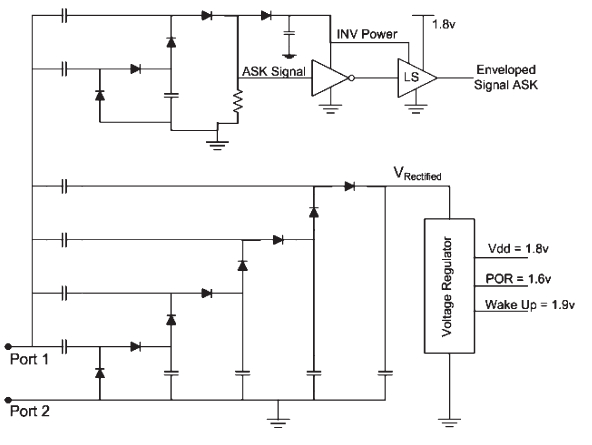 INV Power
1.8v
ASK Signal
LS
Enveloped
Signal ASK
VRectified
Voltage Regulator
Vdd = 1.8v
POR = 1.6v
Wake Up = 1.9v
Port 1
Port 2